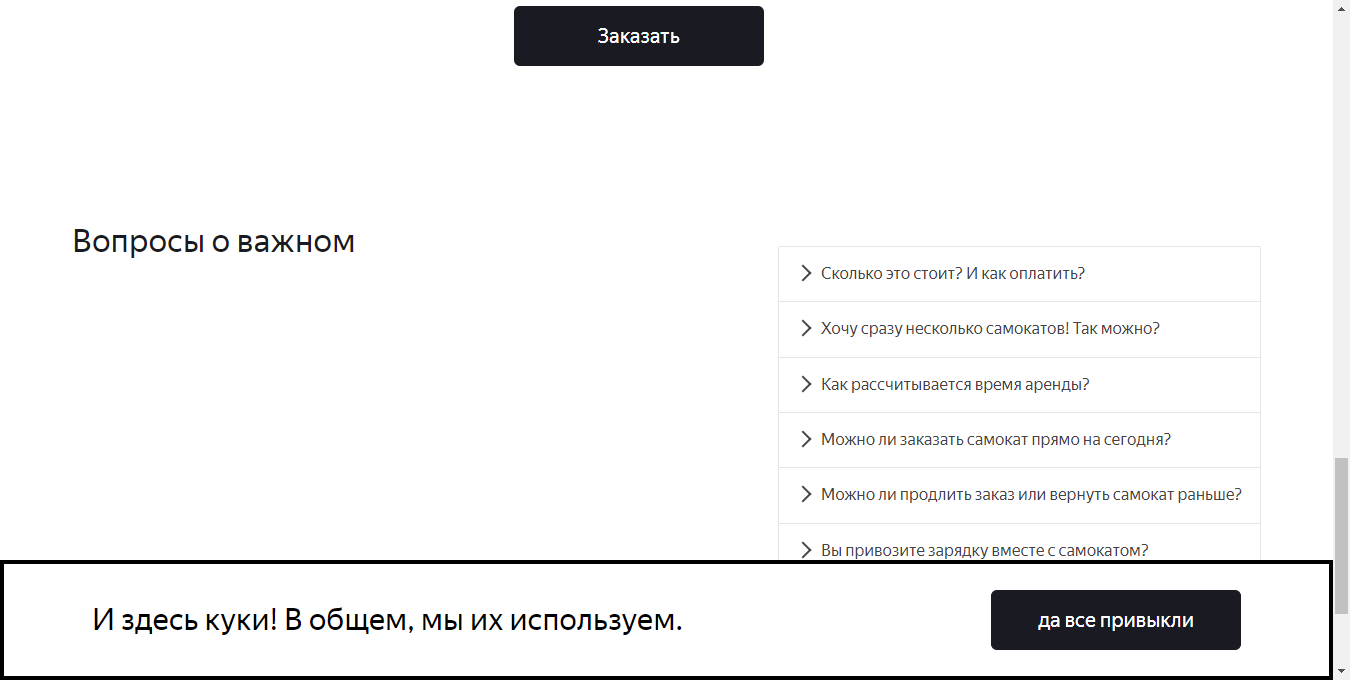 Заказать
Вопросы о важном
Сколько это стоит? И как оплатить?
Хочу сразу несколько самокатов! Так можно?
Как рассчитывается время аренды?
Можно ли заказать самокат прямо на сегодня?
Можно ли продлить заказ или вернуть самокат раньше?
Вы привозите зарядку вместе с самокатом?
И здесь куки! В общем, мы их используем.
да все привыкли